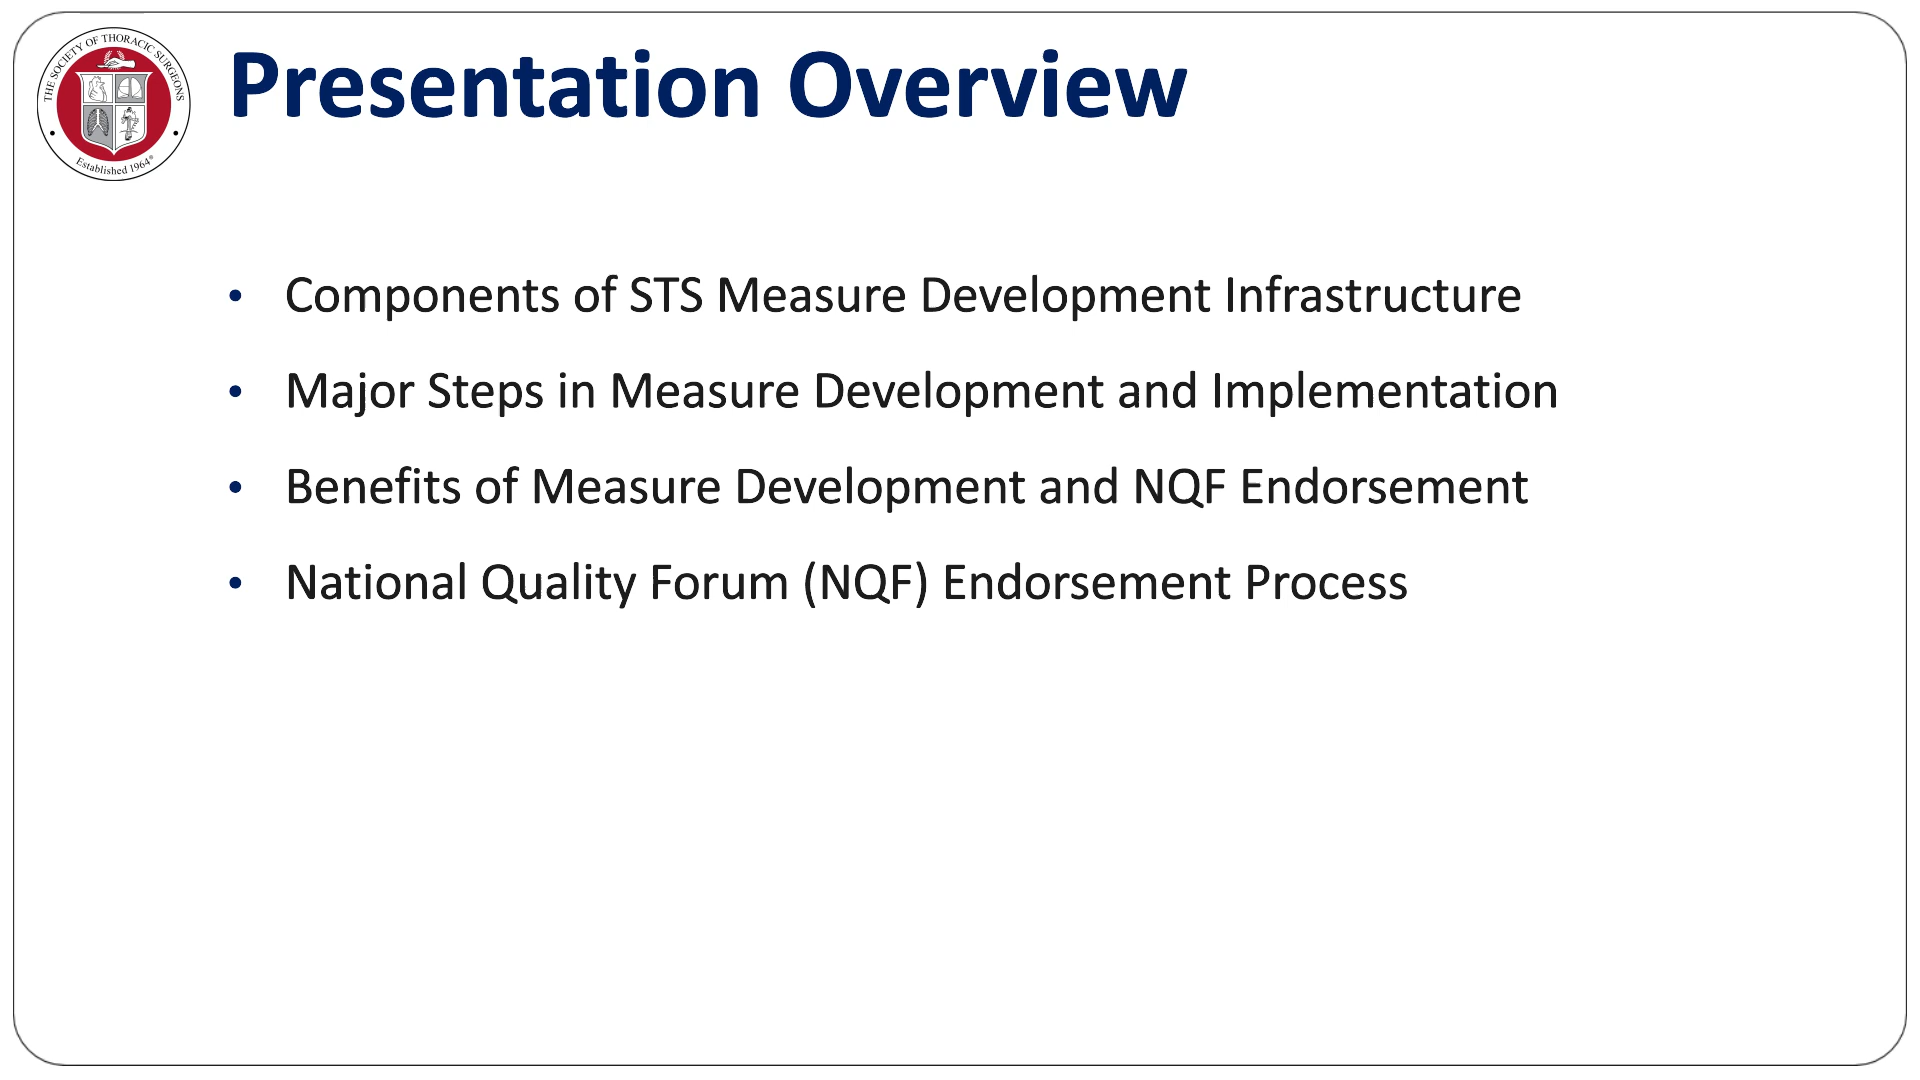 THE SOCIETY OF THORACIC SURGEONS
Established 1964®
Presentation Overview
• Components of STS Measure Development Infrastructure
• Major Steps in Measure Development and Implementation
• Benefits of Measure Development and NQF Endorsement
• National Quality Forum (NQF) Endorsement Process